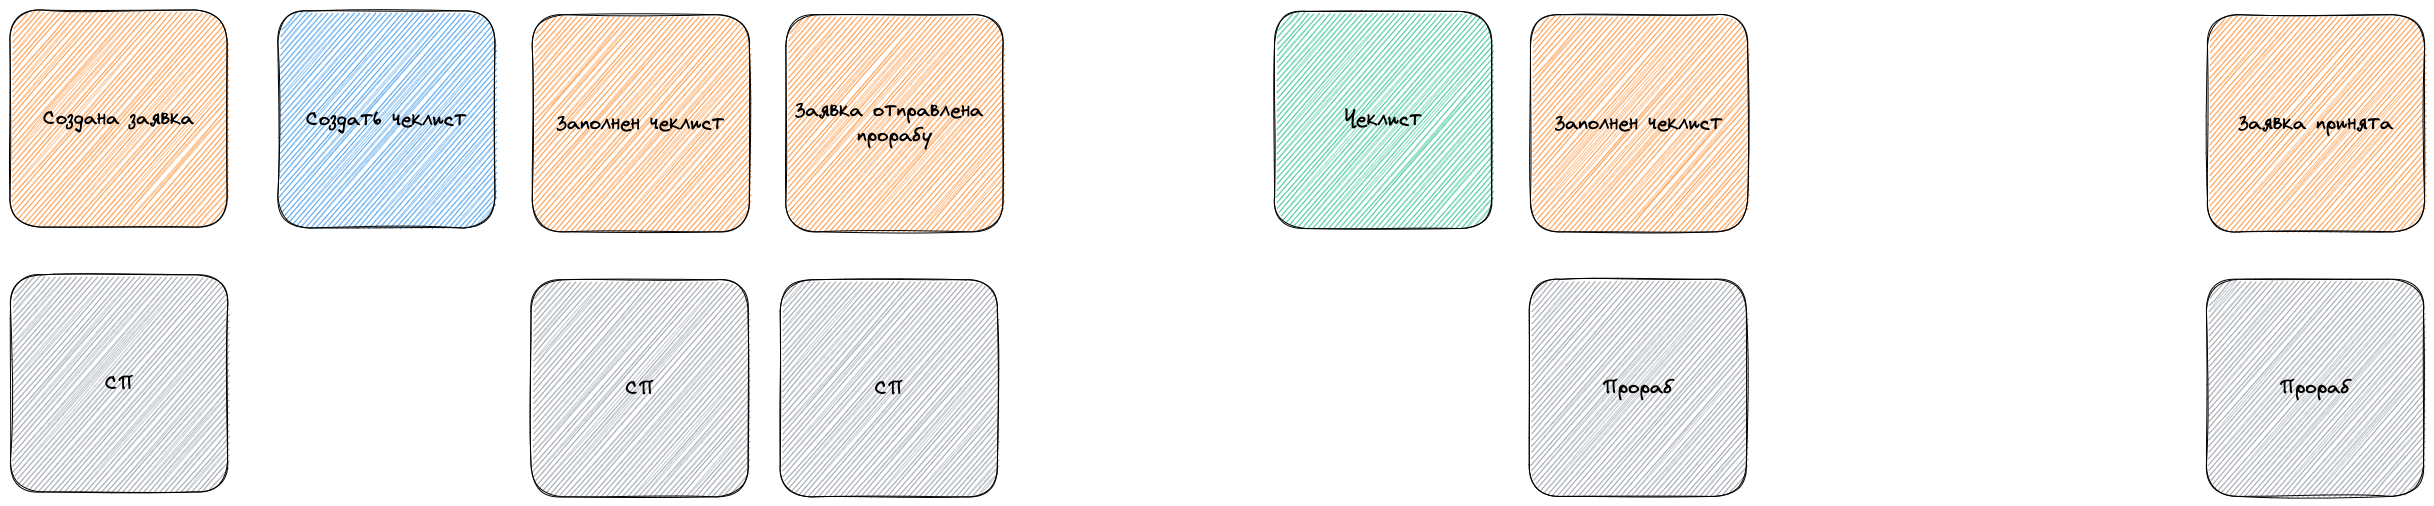 Создана заявка
Создать чеклист
Заполнен чеклист
Заявка отправлена
прорабу
Чеклист
Заполнен чеклист
Заявка принята
СП
СП
СП
Прораб
Прораб